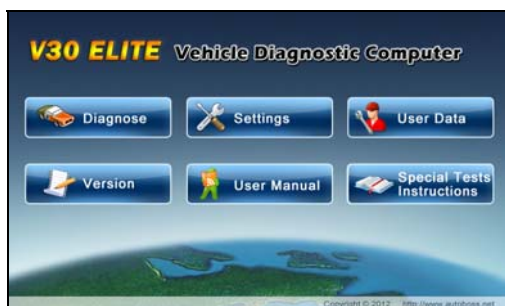 V30 ELITE Vehicle Diagnostic Computer
Diagnose
Settings
User Data
Version
User Manual
Special Tests
Instructions
Copyright © 2012 http://www.autoboss.net